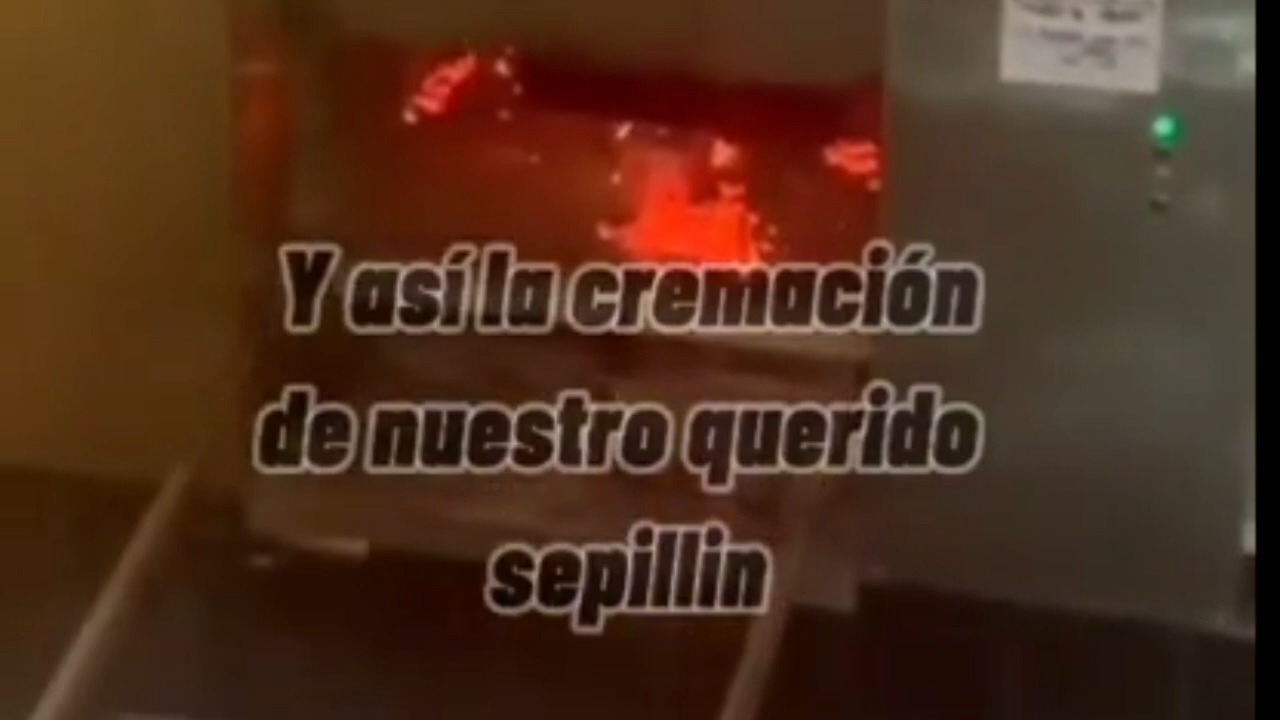 Y así la cremación
de nuestro querido
sepillin